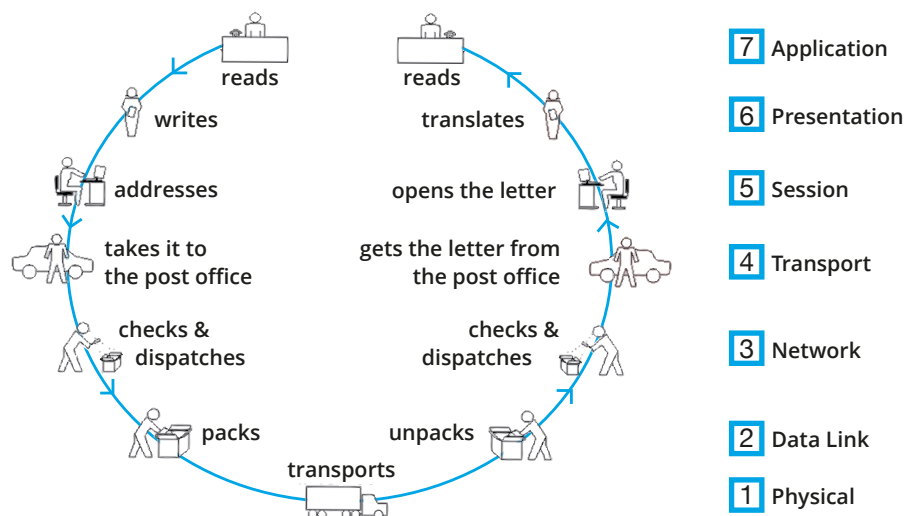 reads
reads
7 Application
writes
translates
6 Presentation
addresses
opens the letter
5 Session
takes it to
the post office
gets the letter from
the post office
4 Transport
checks &
dispatches
checks &
dispatches
3 Network
packs
unpacks
2 Data Link
transports
1 Physical